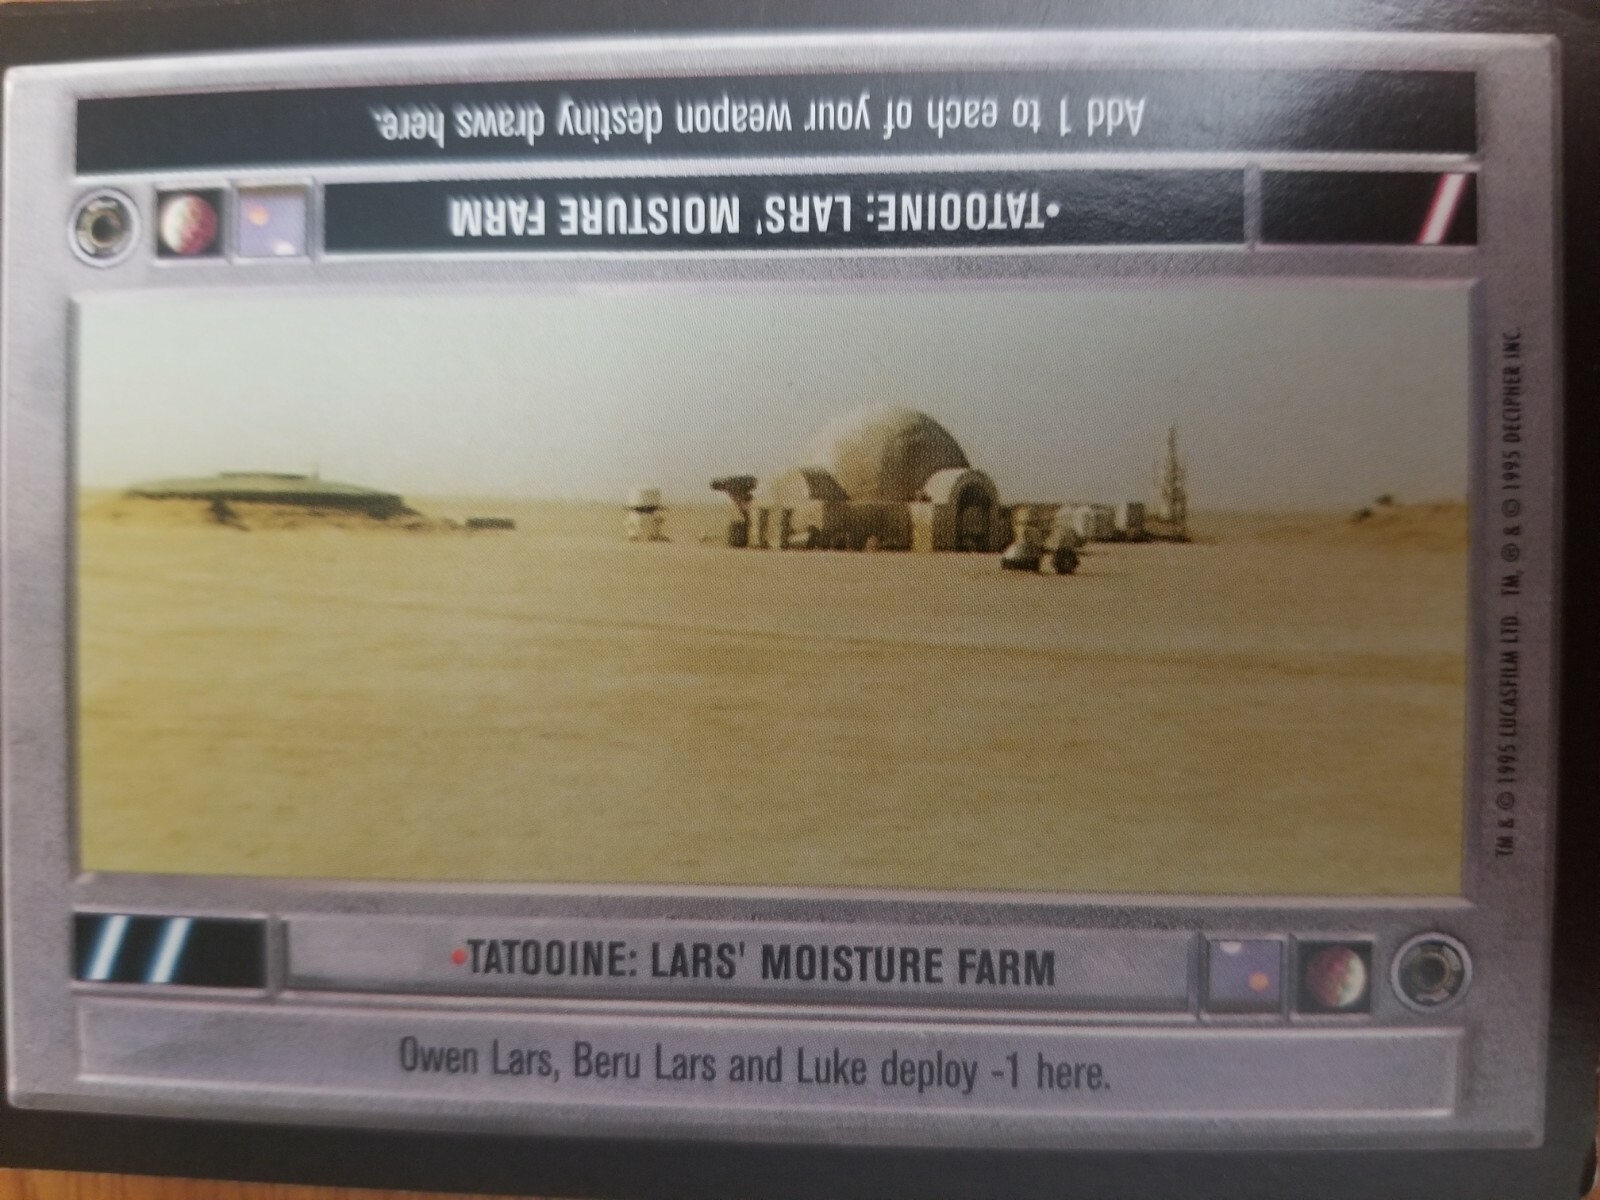 Add 1 to each of your weapon destiny draws here.
•TATOOINE: LARS' MOISTURE FARM
•TATOOINE: LARS' MOISTURE FARM
Owen Lars, Beru Lars and Luke deploy -1 here.
TM & © 1995 LUCASFILM LTD. TM, ® & © 1995 DECIPHER INC.